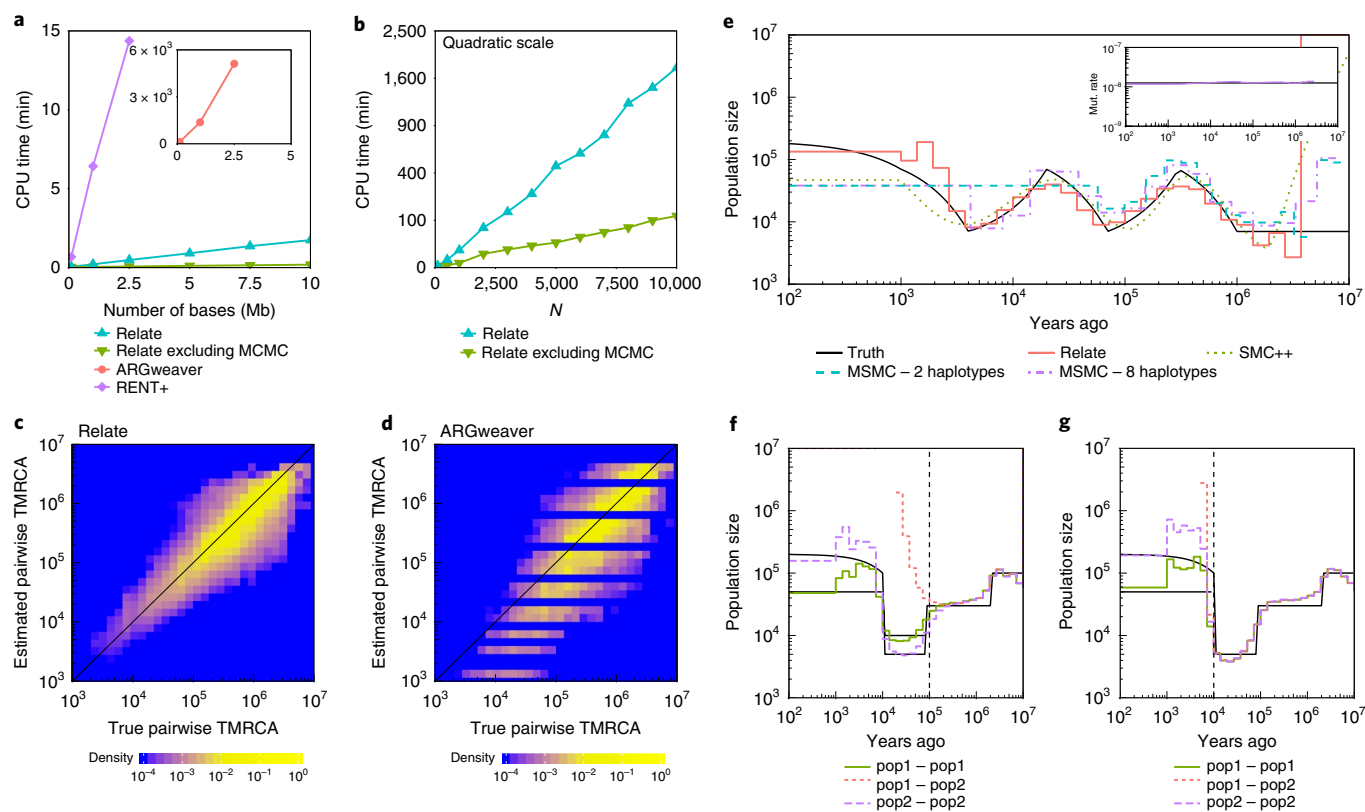 a
CPU time (min)
15
10
5
0
6 × 10³
3 × 10³
0
0 2.5 5
0 2.5 5 7.5 10
Number of bases (Mb)
Relate
Relate excluding MCMC
ARGweaver
RENT+
b
Quadratic scale
CPU time (min)
2,500
1,600
900
400
100
0
0 2,500 5,000 7,500 10,000
N
Relate
Relate excluding MCMC
e
Population size
10⁷
10⁶
10⁵
10⁴
10³
10² 10³ 10⁴ 10⁵ 10⁶ 10⁷
Years ago
Mut. rate
10⁻⁷
10⁻⁸
10⁻⁹
10² 10³ 10⁴ 10⁵ 10⁶ 10⁷
Truth Relate SMC++
MSMC – 2 haplotypes MSMC – 8 haplotypes
c
Relate
Estimated pairwise TMRCA
10⁷
10⁶
10⁵
10⁴
10³
10³ 10⁴ 10⁵ 10⁶ 10⁷
True pairwise TMRCA
Density
10⁻⁴ 10⁻³ 10⁻² 10⁻¹ 10⁰
d
ARGweaver
Estimated pairwise TMRCA
10⁷
10⁶
10⁵
10⁴
10³
10³ 10⁴ 10⁵ 10⁶ 10⁷
True pairwise TMRCA
Density
10⁻⁴ 10⁻³ 10⁻² 10⁻¹ 10⁰
f
Population size
10⁷
10⁶
10⁵
10⁴
10³
10² 10³ 10⁴ 10⁵ 10⁶ 10⁷
Years ago
pop1 – pop1
pop1 – pop2
pop2 – pop2
g
Population size
10⁷
10⁶
10⁵
10⁴
10³
10² 10³ 10⁴ 10⁵ 10⁶ 10⁷
Years ago
pop1 – pop1
pop1 – pop2
pop2 – pop2